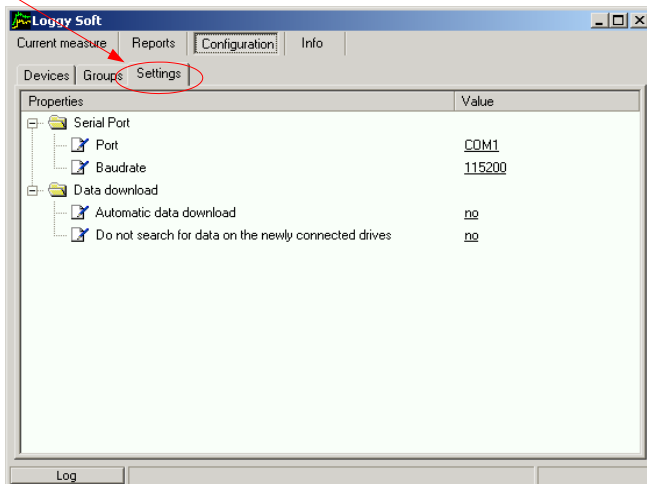 Loggy Soft
Current measure Reports Configuration Info
Devices Groups Settings
Properties Value
Serial Port
Port COM1
Baudrate 115200
Data download
Automatic data download no
Do not search for data on the newly connected drives no
Log